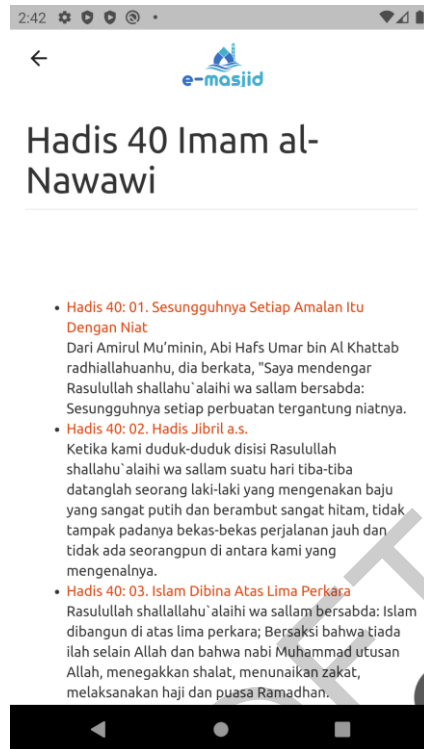 2:42
e-masjid
Hadis 40 Imam al-
Nawawi
• Hadis 40: 01. Sesungguhnya Setiap Amalan Itu
Dengan Niat
Dari Amirul Mu’minin, Abi Hafs Umar bin Al Khattab
radhiallahuanhu, dia berkata, "Saya mendengar
Rasulullah shallahu`alaihi wa sallam bersabda:
Sesungguhnya setiap perbuatan tergantung niatnya.
• Hadis 40: 02. Hadis Jibril a.s.
Ketika kami duduk-duduk disisi Rasulullah
shallahu`alaihi wa sallam suatu hari tiba-tiba
datanglah seorang laki-laki yang mengenakan baju
yang sangat putih dan berambut sangat hitam, tidak
tampak padanya bekas-bekas perjalanan jauh dan
tidak ada seorangpun di antara kami yang
mengenalnya.
• Hadis 40: 03. Islam Dibina Atas Lima Perkara
Rasulullah shallallahu`alaihi wa sallam bersabda: Islam
dibangun di atas lima perkara; Bersaksi bahwa tiada
ilah selain Allah dan bahwa nabi Muhammad utusan
Allah, menegakkan shalat, menunaikan zakat,
melaksanakan haji dan puasa Ramadhan.